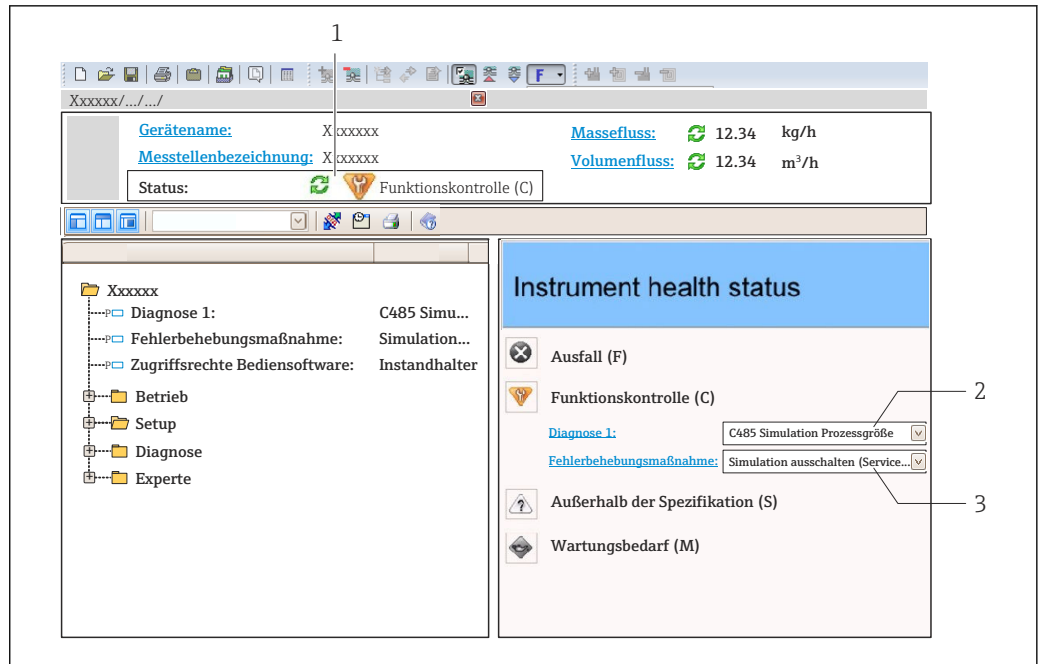 1
F
Xxxxxx/.../.../
Gerätename: Xxxxxxx
Massefluss: 12.34 kg/h
Messstellenbezeichnung: Xxxxxxx
Volumenfluss: 12.34 m³/h
Status: Funktionskontrolle (C)
Xxxxxx
P Diagnose 1: C485 Simu...
P Fehlerbehebungsmaßnahme: Simulation...
P Zugriffsrechte Bediensoftware: Instandhalter
Betrieb
Setup
Diagnose
Experte
Instrument health status
Ausfall (F)
Funktionskontrolle (C)
2
Diagnose 1: C485 Simulation Prozessgröße
Fehlerbehebungsmaßnahme: Simulation ausschalten (Service...
3
Außerhalb der Spezifikation (S)
Wartungsbedarf (M)